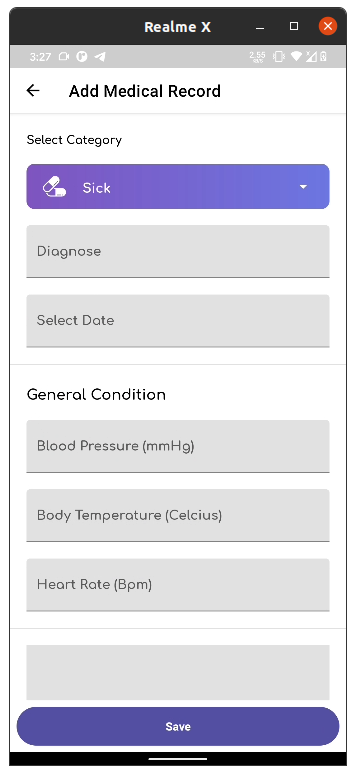 Realme X
3:27
2.55
KB/S
Add Medical Record
Select Category
Sick
Diagnose
Select Date
General Condition
Blood Pressure (mmHg)
Body Temperature (Celcius)
Heart Rate (Bpm)
Save